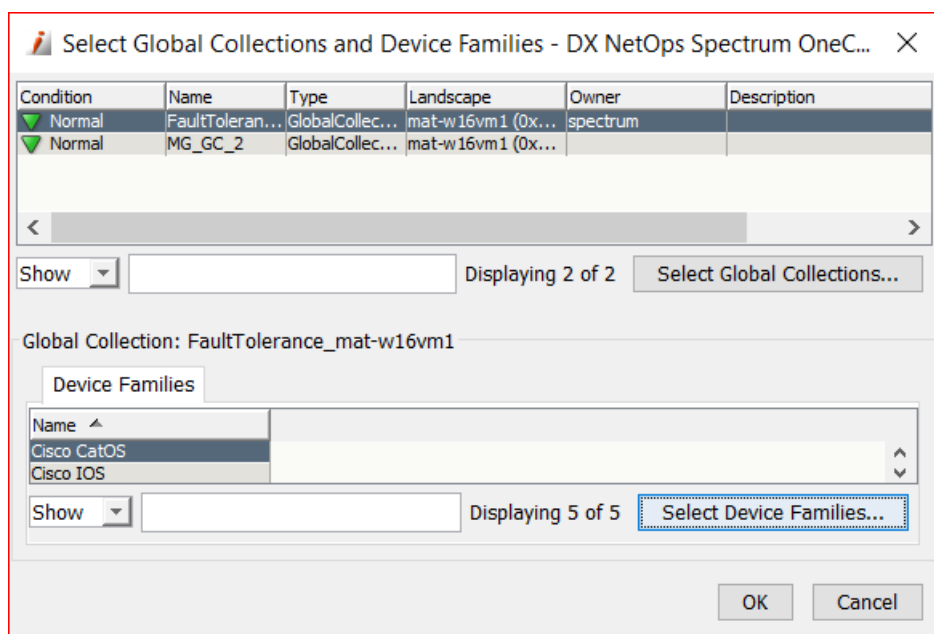 Select Global Collections and Device Families - DX NetOps Spectrum OneC...
Condition Name Type Landscape Owner Description
Normal FaultToleran... GlobalCollec... mat-w16vm1 (0x... spectrum
Normal MG_GC_2 GlobalCollec... mat-w16vm1 (0x...
Show Displaying 2 of 2 Select Global Collections...
Global Collection: FaultTolerance_mat-w16vm1
Device Families
Name
Cisco CatOS
Cisco IOS
Show Displaying 5 of 5 Select Device Families...
OK Cancel